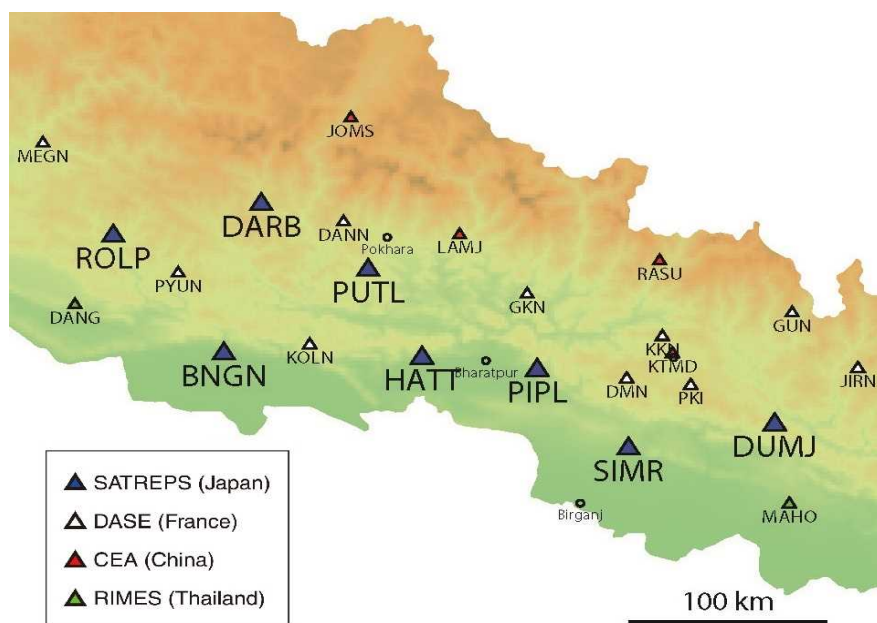 JOMS
MEGN
DARB
DANN
Pokhara
LAMJ
ROLP
RASU
PYUN
PUTL
GKN
DANG
GUN
KKN
KOLN
KTMD
BNGN
HATT
Bharatpur
PIPL
JIRN
DMN
PKI
DUMJ
SIMR
SATREPS (Japan)
Birganj
MAHO
DASE (France)
CEA (China)
RIMES (Thailand)
100 km